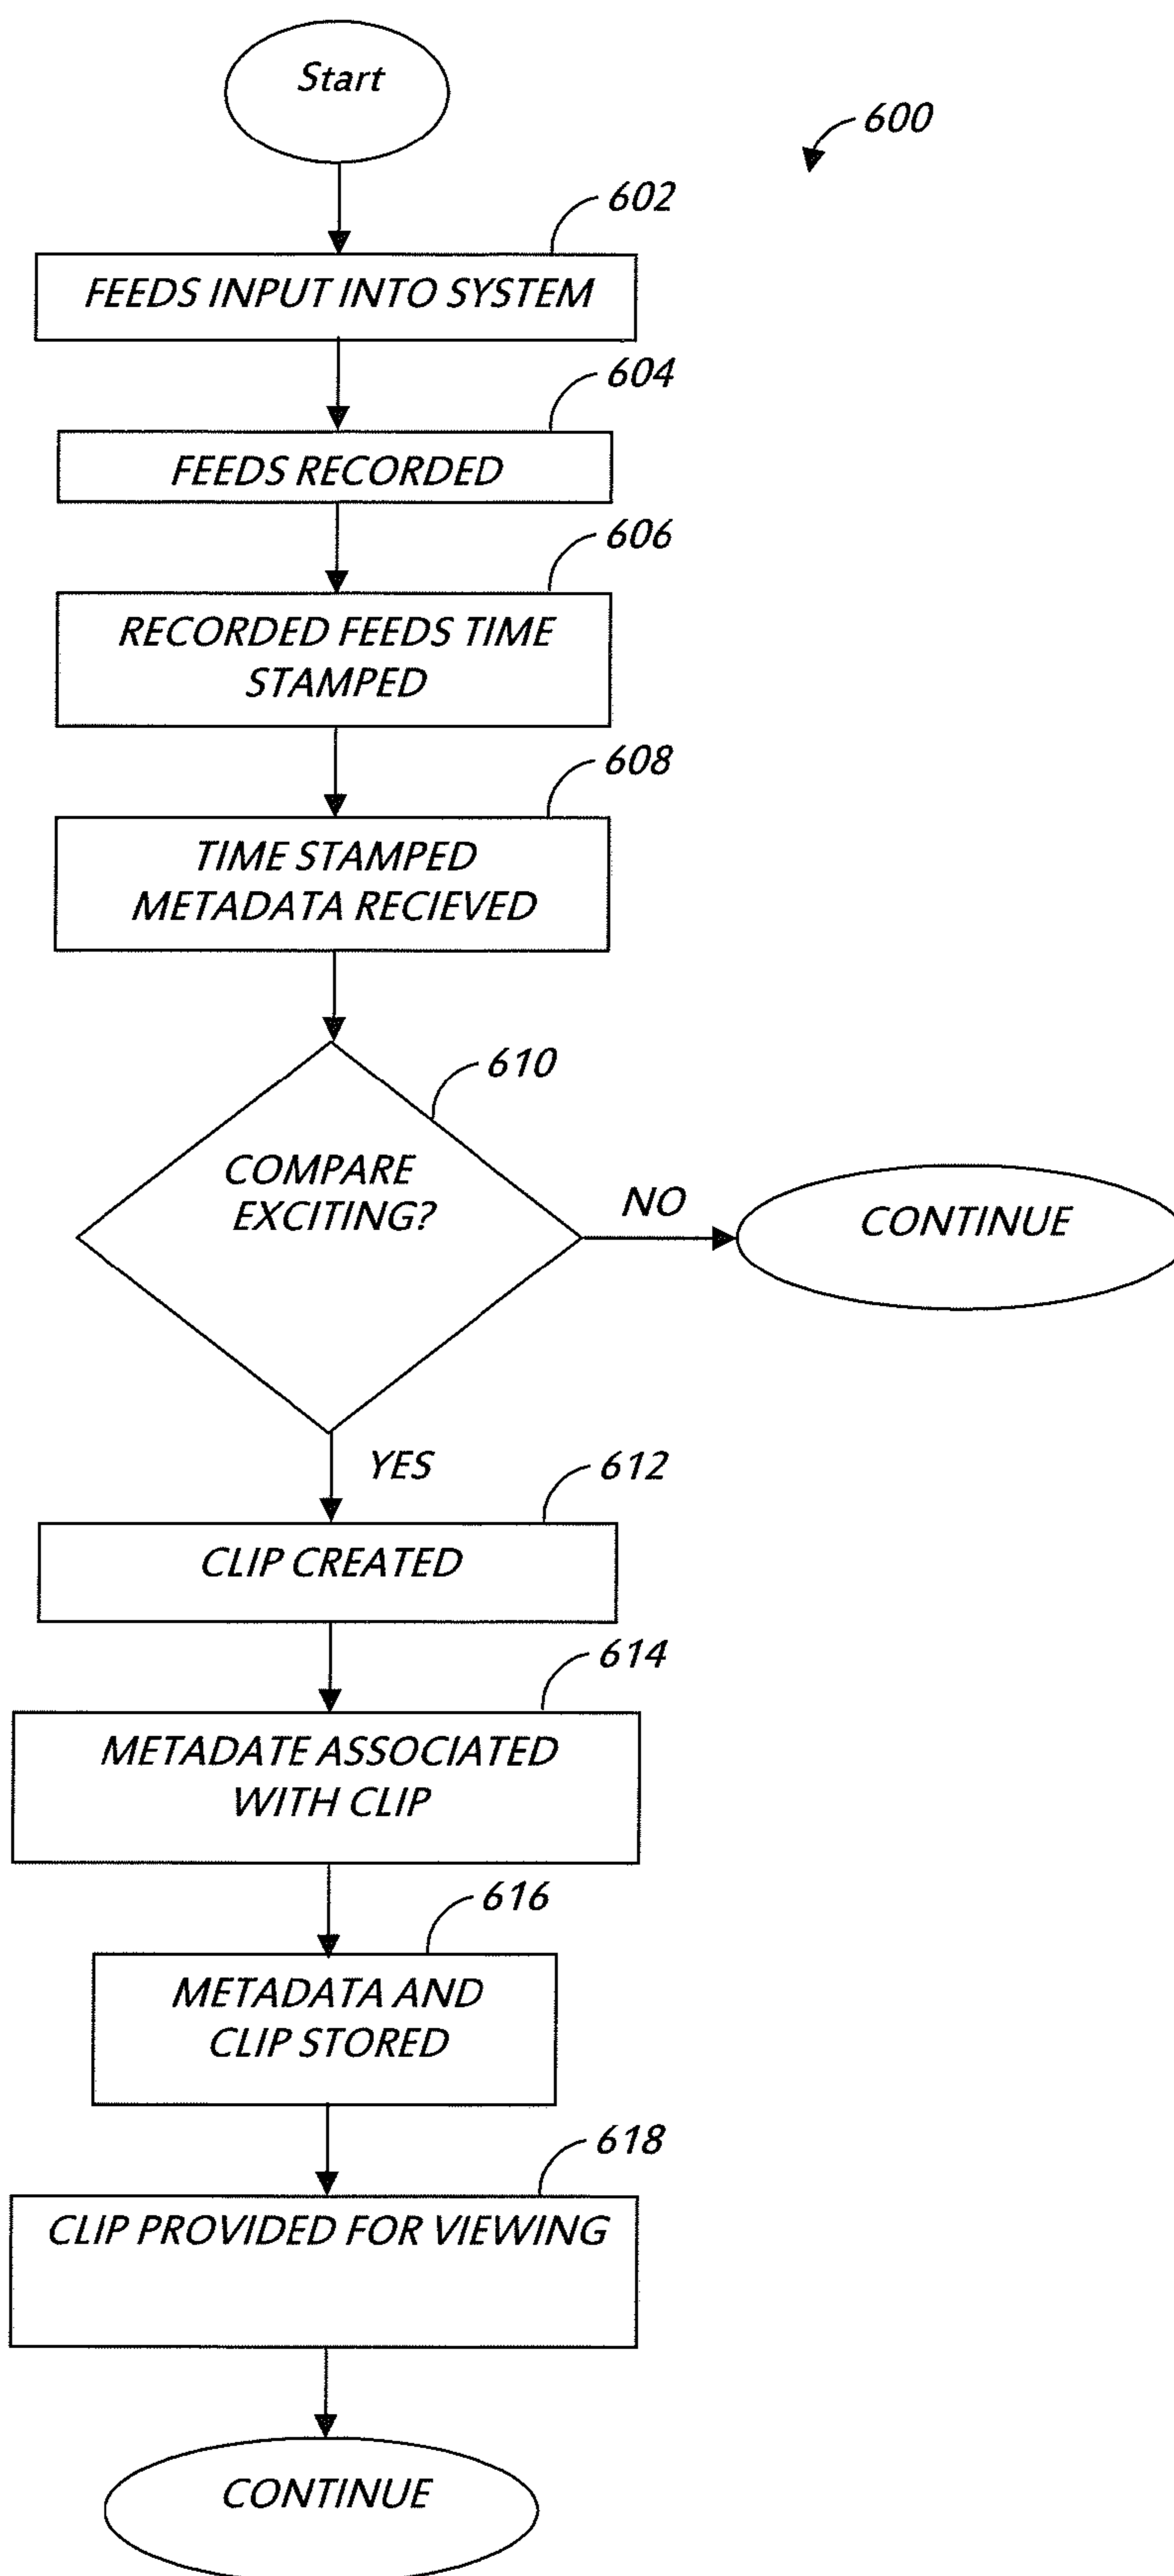 Start
600
602
FEEDS INPUT INTO SYSTEM
604
FEEDS RECORDED
606
RECORDED FEEDS TIME
STAMPED
608
TIME STAMPED
METADATA RECIEVED
610
COMPARE
EXCITING?
NO
CONTINUE
YES
612
CLIP CREATED
614
METADATE ASSOCIATED
WITH CLIP
616
METADATA AND
CLIP STORED
618
CLIP PROVIDED FOR VIEWING
CONTINUE